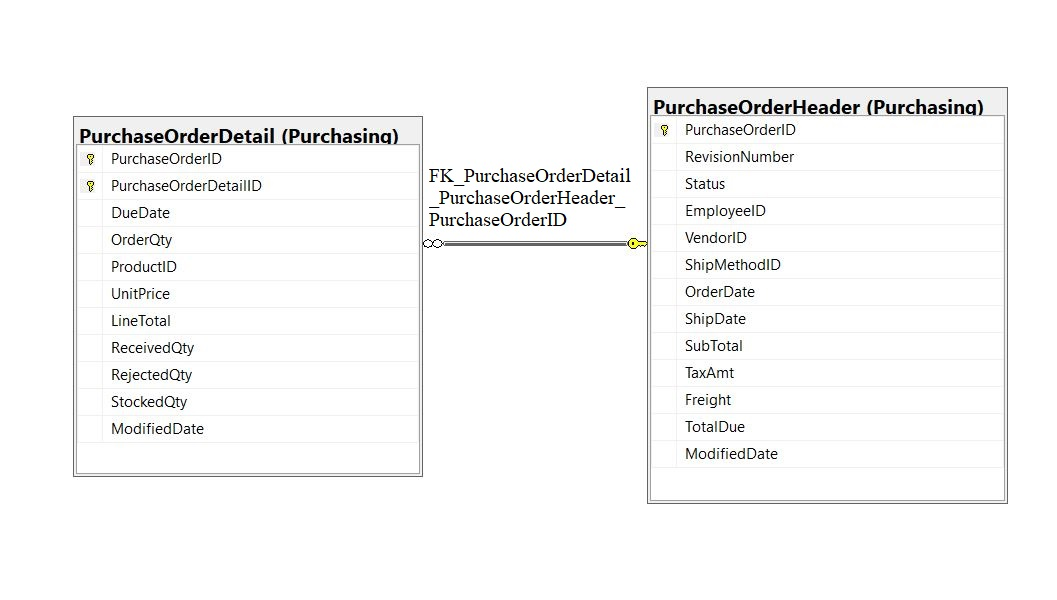 PurchaseOrderDetail (Purchasing)
PurchaseOrderID
PurchaseOrderDetailID
DueDate
OrderQty
ProductID
UnitPrice
LineTotal
ReceivedQty
RejectedQty
StockedQty
ModifiedDate
FK_PurchaseOrderDetail
_PurchaseOrderHeader_
PurchaseOrderID
PurchaseOrderHeader (Purchasing)
PurchaseOrderID
RevisionNumber
Status
EmployeeID
VendorID
ShipMethodID
OrderDate
ShipDate
SubTotal
TaxAmt
Freight
TotalDue
ModifiedDate